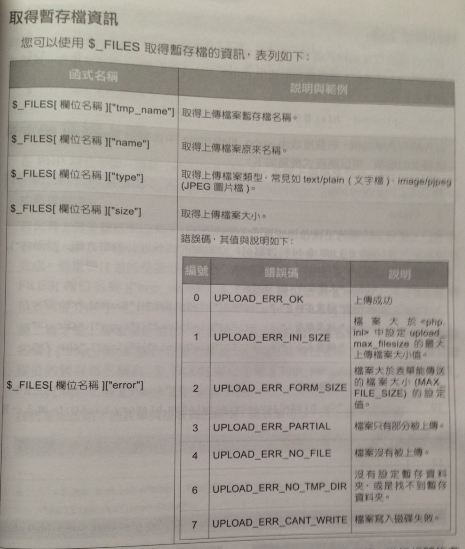 取得暫存檔資訊
您可以使用 $_FILES 取得暫存檔的資訊,表列如下:
函式名稱 說明與範例
$_FILES[ 欄位名稱 ]["tmp_name"] 取得上傳檔案暫存檔名稱。
$_FILES[ 欄位名稱 ]["name"] 取得上傳檔案原來名稱。
$_FILES[ 欄位名稱 ]["type"] 取得上傳檔案類型,常見如 text/plain ( 文字檔 )、image/pjpeg
(JPEG 圖片檔 )。
$_FILES[ 欄位名稱 ]["size"] 取得上傳檔案大小。
$_FILES[ 欄位名稱 ]["error"]
錯誤碼,其值與說明如下:
編號 錯誤碼 說明
0 UPLOAD_ERR_OK 上傳成功
1 UPLOAD_ERR_INI_SIZE 檔案大於<php.
ini> 中設定 upload_
max_filesize 的最大
上傳檔案大小值。
2 UPLOAD_ERR_FORM_SIZE 檔案大於表單能傳送
的檔案大小(MAX_
FILE_SIZE) 的設定
值。
3 UPLOAD_ERR_PARTIAL 檔案只有部分被上傳。
4 UPLOAD_ERR_NO_FILE 檔案沒有被上傳。
6 UPLOAD_ERR_NO_TMP_DIR 沒有設定暫存資料
夾,或是找不到暫存
資料夾。
7 UPLOAD_ERR_CANT_WRITE 檔案寫入磁碟失敗。